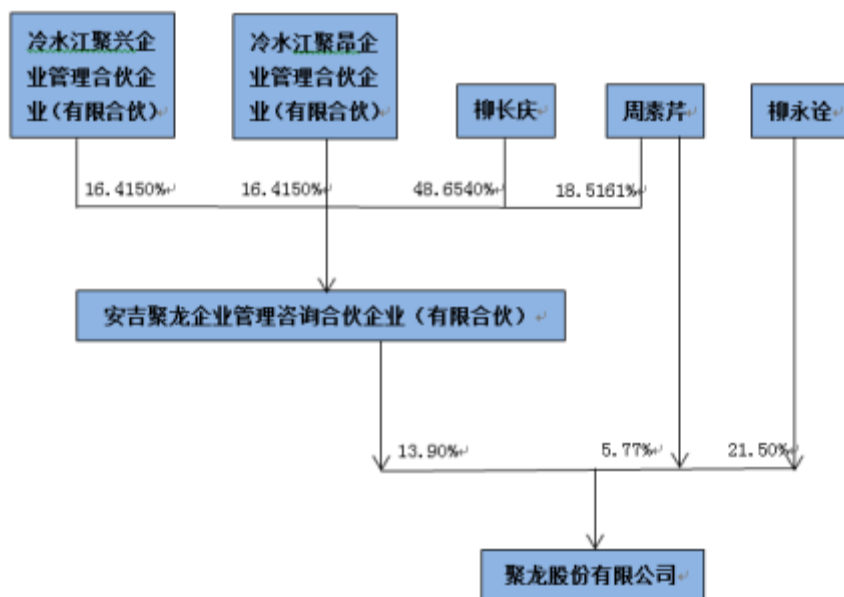 冷水江聚兴企
业管理合伙企
业(有限合伙)
冷水江聚昂企
业管理合伙企
业(有限合伙)
柳长庆
周素芹
柳永诠
16.4150%
16.4150%
48.6540%
18.5161%
安吉聚龙企业管理咨询合伙企业（有限合伙）
13.90%
5.77%
21.50%
聚龙股份有限公司